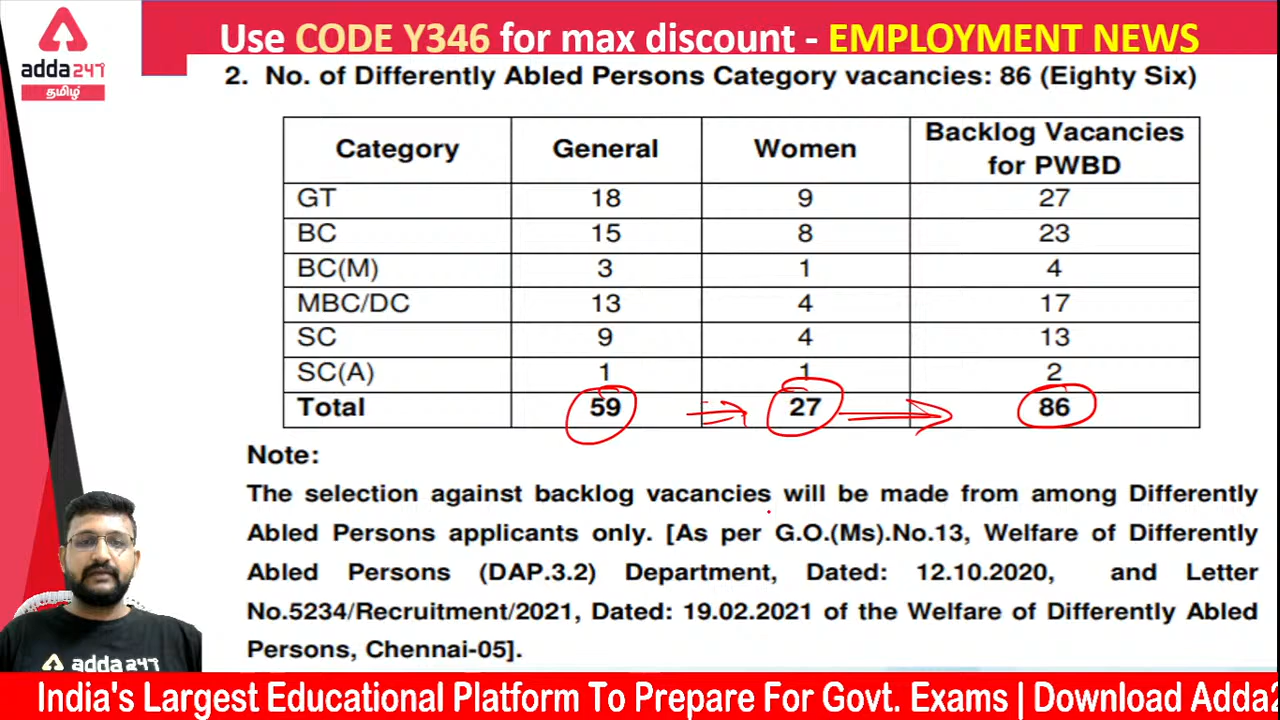 Use CODE Y346 for max discount - EMPLOYMENT NEWS
adda247
தமிழ்
2. No. of Differently Abled Persons Category vacancies: 86 (Eighty Six)
Category General Women Backlog Vacancies for PWBD
GT 18 9 27
BC 15 8 23
BC(M) 3 1 4
MBC/DC 13 4 17
SC 9 4 13
SC(A) 1 1 2
Total 59 27 86
Note:
The selection against backlog vacancies will be made from among Differently
Abled Persons applicants only. [As per G.O.(Ms).No.13, Welfare of Differently
Abled Persons (DAP.3.2) Department, Dated: 12.10.2020, and Letter
No.5234/Recruitment/2021, Dated: 19.02.2021 of the Welfare of Differently Abled
Persons, Chennai-05].
adda247
India's Largest Educational Platform To Prepare For Govt. Exams | Download Adda2